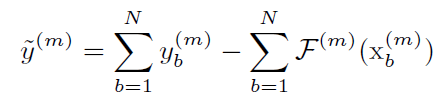 $\tilde{y}^{(m)} = \sum_{b=1}^{N} y_b^{(m)} - \sum_{b=1}^{N} \mathcal{F}^{(m)}(\mathrm{x}_b^{(m)})$